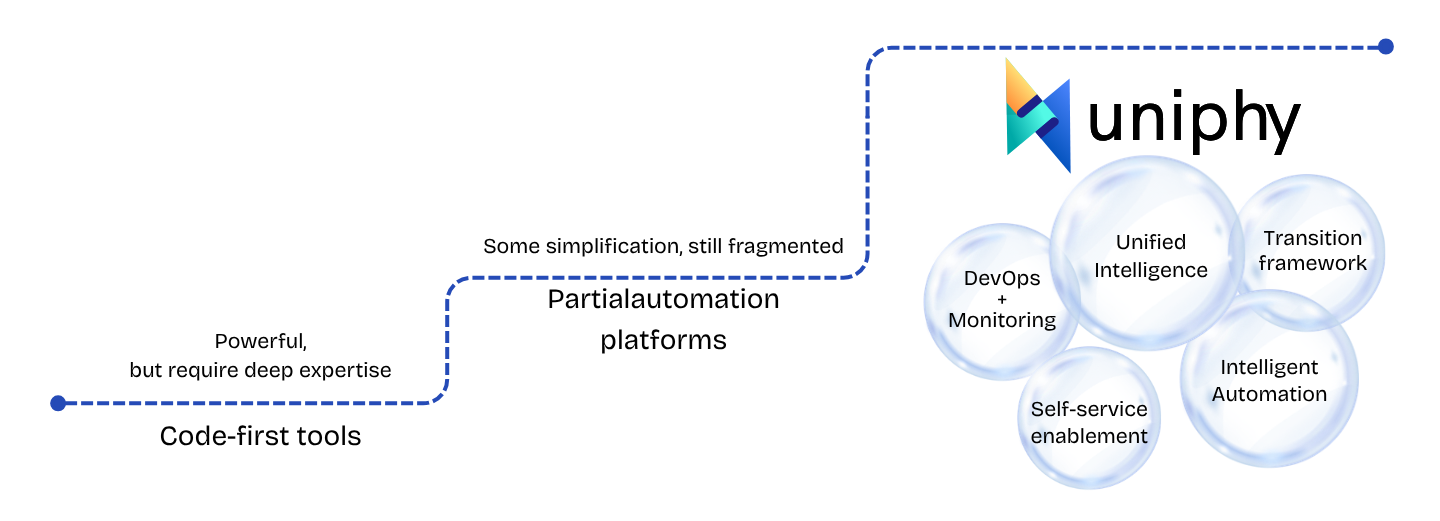 Powerful,
but require deep expertise
Code-first tools
Some simplification, still fragmented
Partialautomation
platforms
uniphy
DevOps
+
Monitoring
Unified
Intelligence
Transition
framework
Self-service
enablement
Intelligent
Automation